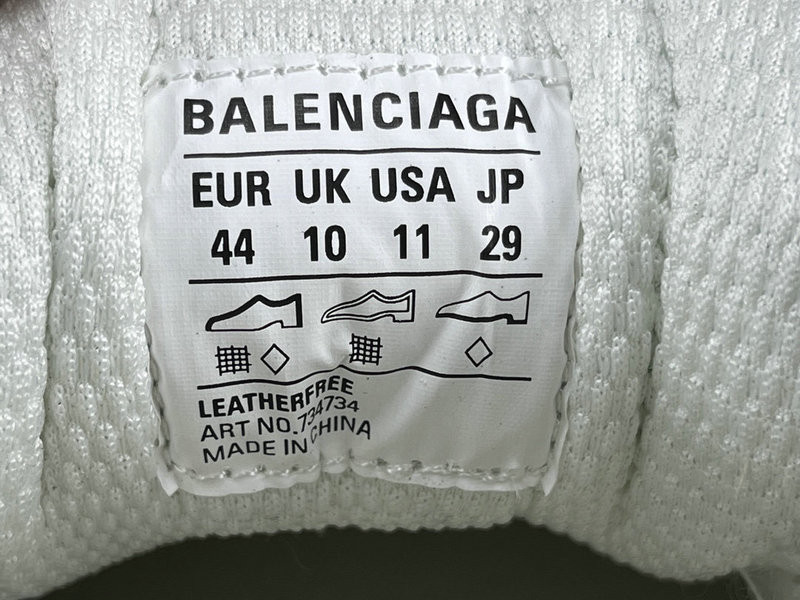 BALENCIAGA
EUR UK USA JP
44 10 11 29
LEATHERFREE
ART NO.734734
MADE IN CHINA